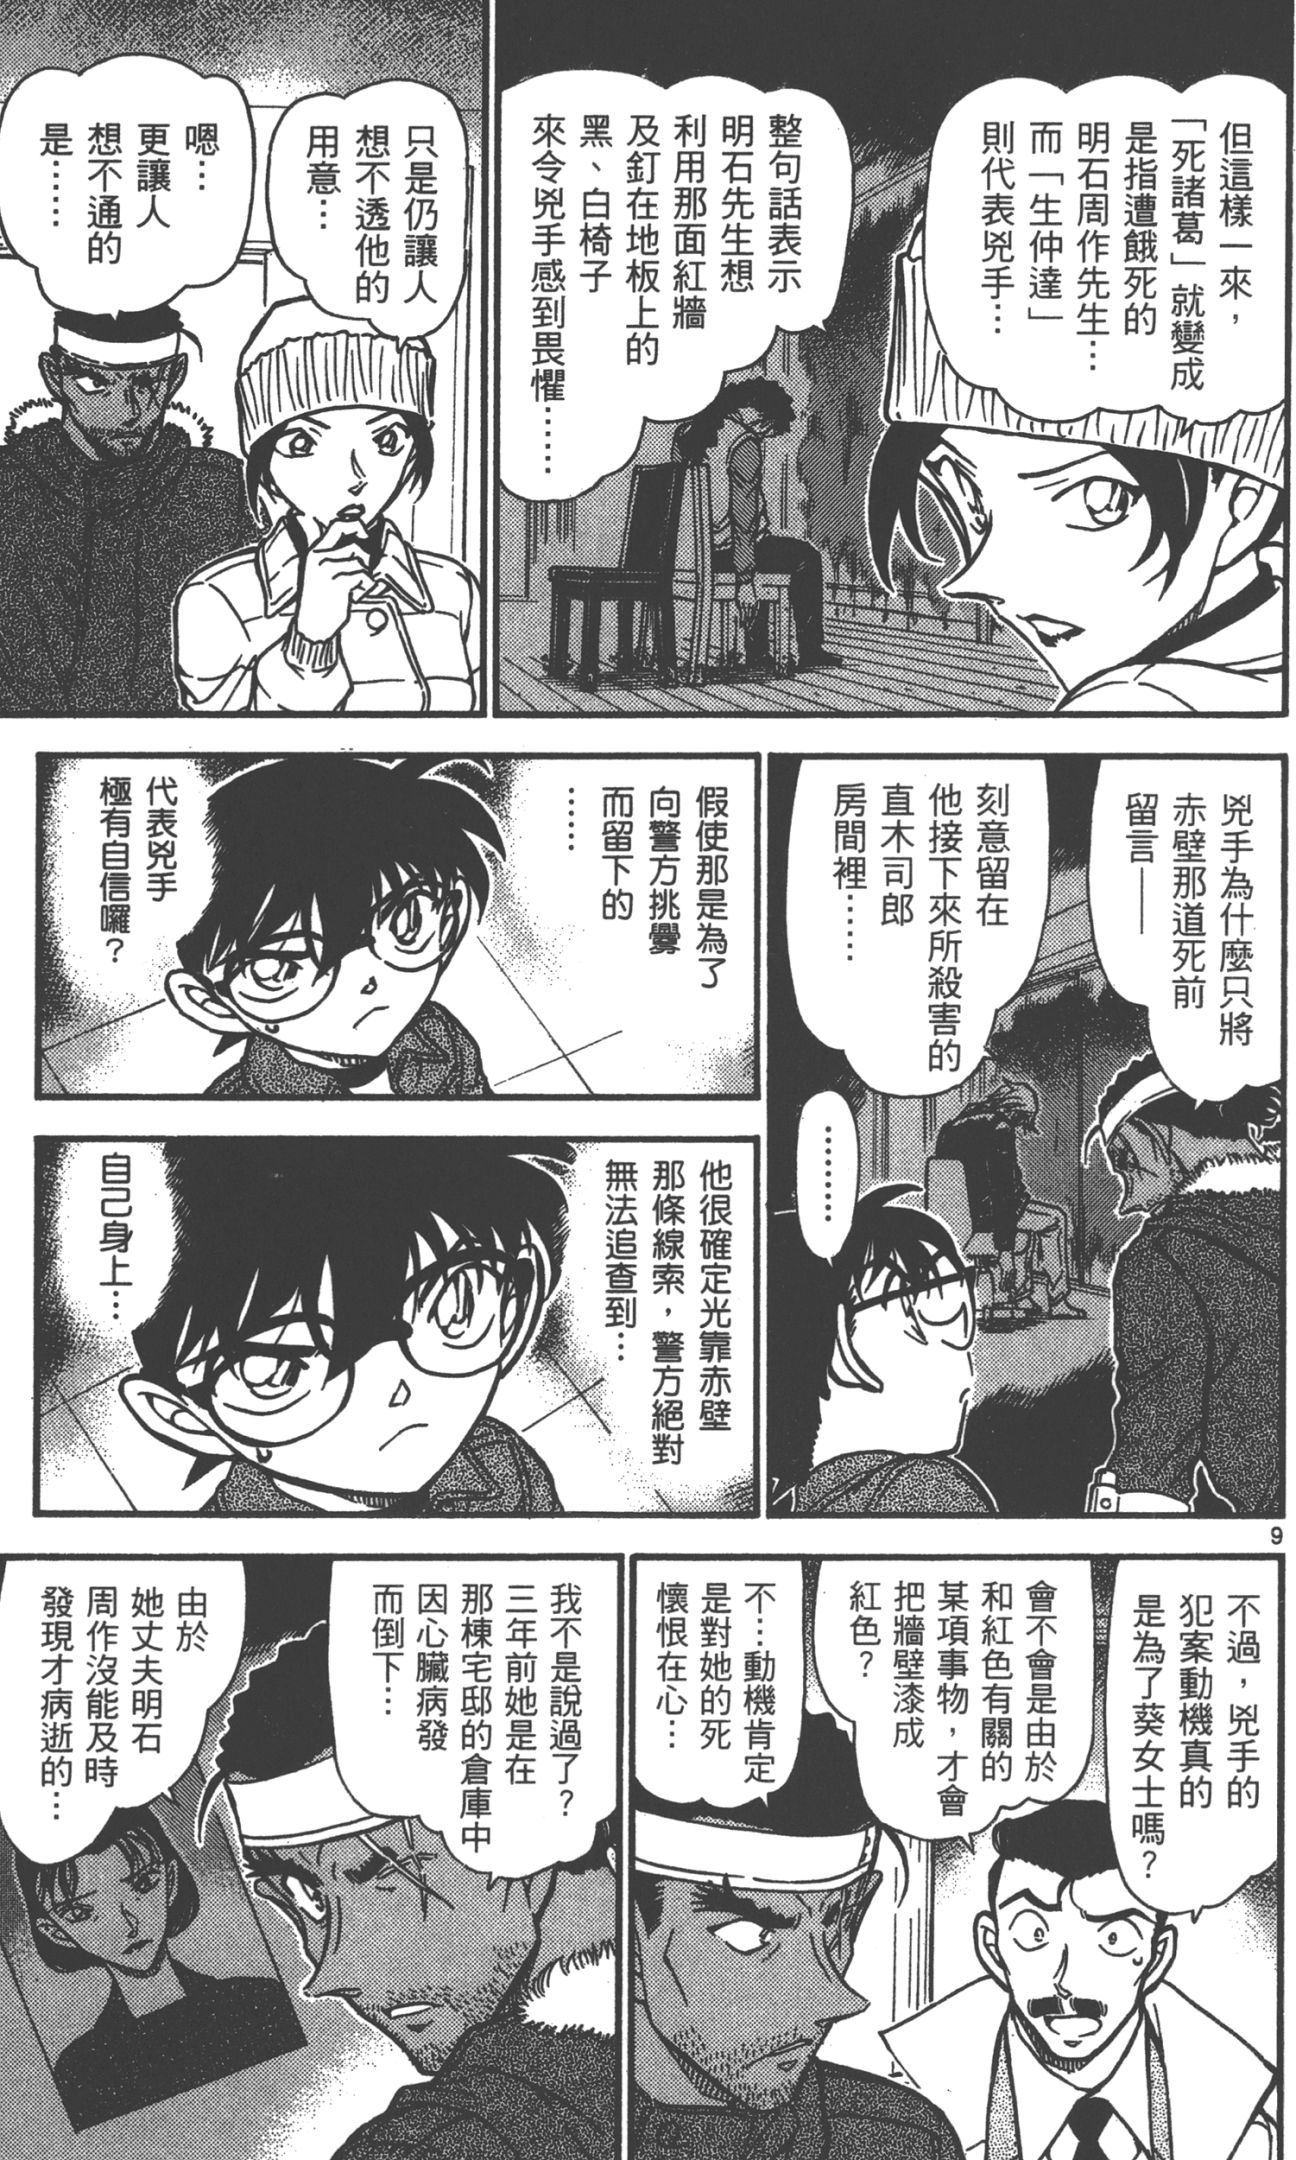 但這樣一來，
「死諸葛」就變成
是指遭餓死的
明石周作先生…
而「生仲達」
則代表兇手…
整句話表示
明石先生想
利用那面紅牆
及釘在地板上的
黑、白椅子
來令兇手感到畏懼……
只是仍讓人
想不透他的
用意…
嗯…
更讓人
想不通的
是……
兇手為什麼只將
赤壁那道死前
留言——
刻意留在
他接下來所殺害的
直木司郎
房間裡……
………
假使那是為了
向警方挑釁
而留下的
……
代表兇手
極有自信囉？
他很確定光靠赤壁
那條線索，警方絕對
無法追查到…
自己身上…
9
不過，兇手的
犯案動機真的
是為了葵女士嗎？
會不會是由於
和紅色有關的
某項事物，才會
把牆壁漆成
紅色？
不…動機肯定
是對她的死
懷恨在心…
我不是說過了？
三年前她是在
那棟宅邸的倉庫中
因心臟病發
而倒下…
由於
她丈夫明石
周作沒能及時
發現才病逝的…